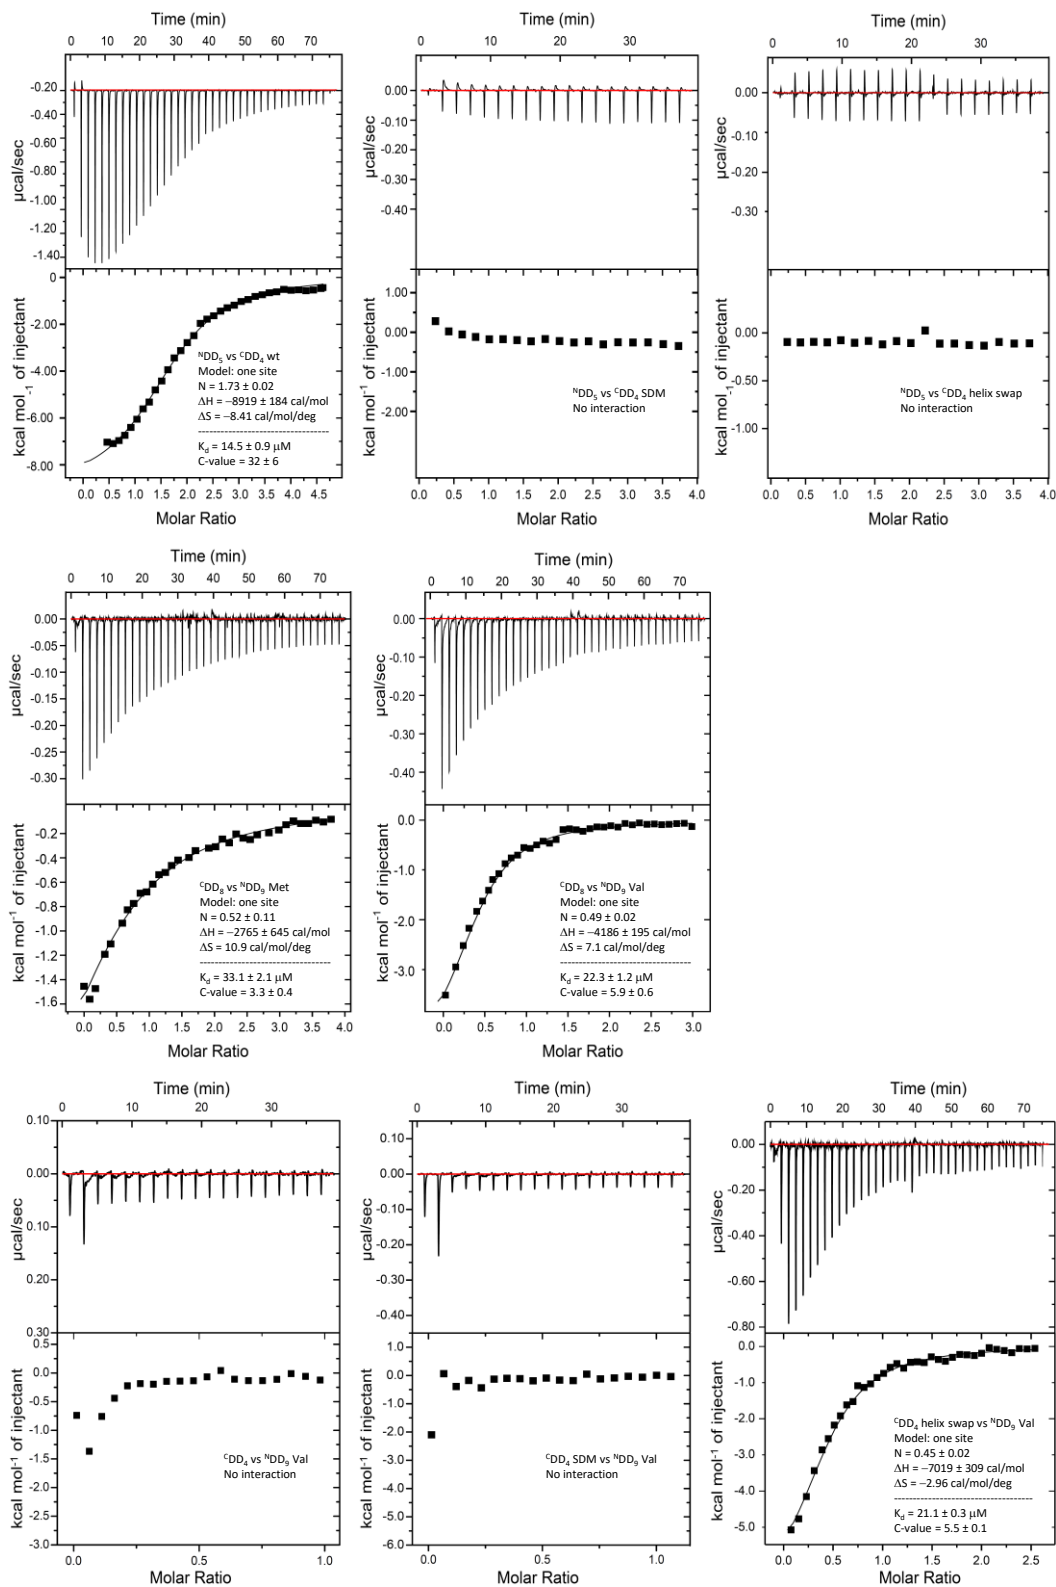 Time (min)
0 10 20 30 40 50 60 70
-0.20
-0.40
-0.60
-0.80
-1.00
-1.20
-1.40
µcal/sec
0
-2.00
-4.00
-6.00
-8.00
kcal mol⁻¹ of injectant
ᴺDD₅ vs ᶜDD₄ wt
Model: one site
N = 1.73 ± 0.02
ΔH = −8919 ± 184 cal/mol
ΔS = −8.41 cal/mol/deg
----------------------------------
K_d = 14.5 ± 0.9 µM
C-value = 32 ± 6
0.0 0.5 1.0 1.5 2.0 2.5 3.0 3.5 4.0 4.5
Molar Ratio
Time (min)
0 10 20 30
0.00
-0.10
-0.20
-0.30
-0.40
µcal/sec
1.00
0.00
-1.00
-2.00
kcal mol⁻¹ of injectant
ᴺDD₅ vs ᶜDD₄ SDM
No interaction
0.0 0.5 1.0 1.5 2.0 2.5 3.0 3.5 4.0
Molar Ratio
Time (min)
0 10 20 30
0.00
-0.10
-0.20
-0.30
µcal/sec
0.00
-0.50
-1.00
kcal mol⁻¹ of injectant
ᴺDD₅ vs ᶜDD₄ helix swap
No interaction
0.0 0.5 1.0 1.5 2.0 2.5 3.0 3.5 4.0
Molar Ratio
Time (min)
0 10 20 30 40 50 60 70
0.00
-0.05
-0.10
-0.15
-0.20
-0.25
-0.30
µcal/sec
-0.2
-0.4
-0.6
-0.8
-1.0
-1.2
-1.4
-1.6
kcal mol⁻¹ of injectant
ᶜDD₈ vs ᴺDD₉ Met
Model: one site
N = 0.52 ± 0.11
ΔH = −2765 ± 645 cal/mol
ΔS = 10.9 cal/mol/deg
----------------------------------
K_d = 33.1 ± 2.1 µM
C-value = 3.3 ± 0.4
0.0 0.5 1.0 1.5 2.0 2.5 3.0 3.5 4.0
Molar Ratio
Time (min)
0 10 20 30 40 50 60 70
0.00
-0.10
-0.20
-0.30
-0.40
µcal/sec
0.0
-1.0
-2.0
-3.0
kcal mol⁻¹ of injectant
ᶜDD₈ vs ᴺDD₉ Val
Model: one site
N = 0.49 ± 0.02
ΔH = −4186 ± 195 cal/mol
ΔS = 7.1 cal/mol/deg
----------------------------------
K_d = 22.3 ± 1.2 µM
C-value = 5.9 ± 0.6
0.0 0.5 1.0 1.5 2.0 2.5 3.0
Molar Ratio
Time (min)
0 10 20 30
0.10
0.00
0.10
0.20
0.30
µcal/sec
0.5
0.0
-0.5
-1.0
-1.5
-2.0
-2.5
-3.0
kcal mol⁻¹ of injectant
ᶜDD₄ vs ᴺDD₉ Val
No interaction
0.0 0.5 1.0
Molar Ratio
Time (min)
0 10 20 30
0.10
0.00
-0.10
-0.20
-0.30
-0.40
µcal/sec
1.0
0.0
-1.0
-2.0
-3.0
-4.0
-5.0
-6.0
kcal mol⁻¹ of injectant
ᶜDD₄ SDM vs ᴺDD₉ Val
No interaction
0.0 0.5 1.0
Molar Ratio
Time (min)
0 10 20 30 40 50 60 70
0.00
-0.20
-0.40
-0.60
-0.80
µcal/sec
0.0
-1.0
-2.0
-3.0
-4.0
-5.0
kcal mol⁻¹ of injectant
ᶜDD₄ helix swap vs ᴺDD₉ Val
Model: one site
N = 0.45 ± 0.02
ΔH = −7019 ± 309 cal/mol
ΔS = −2.96 cal/mol/deg
------------------------------------
K_d = 21.1 ± 0.3 µM
C-value = 5.5 ± 0.1
0.0 0.5 1.0 1.5 2.0 2.5
Molar Ratio